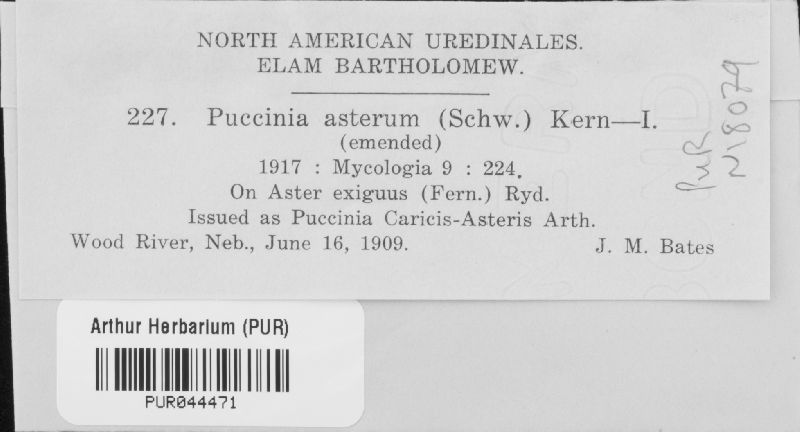 NORTH AMERICAN UREDINALES.
ELAM BARTHOLOMEW.
227. Puccinia asterum (Schw.) Kern—I.
(emended)
1917 : Mycologia 9 : 224.
On Aster exiguus (Fern.) Ryd.
Issued as Puccinia Caricis-Asteris Arth.
Wood River, Neb., June 16, 1909. J. M. Bates
PUR
N18079
Arthur Herbarium (PUR)
PUR044471